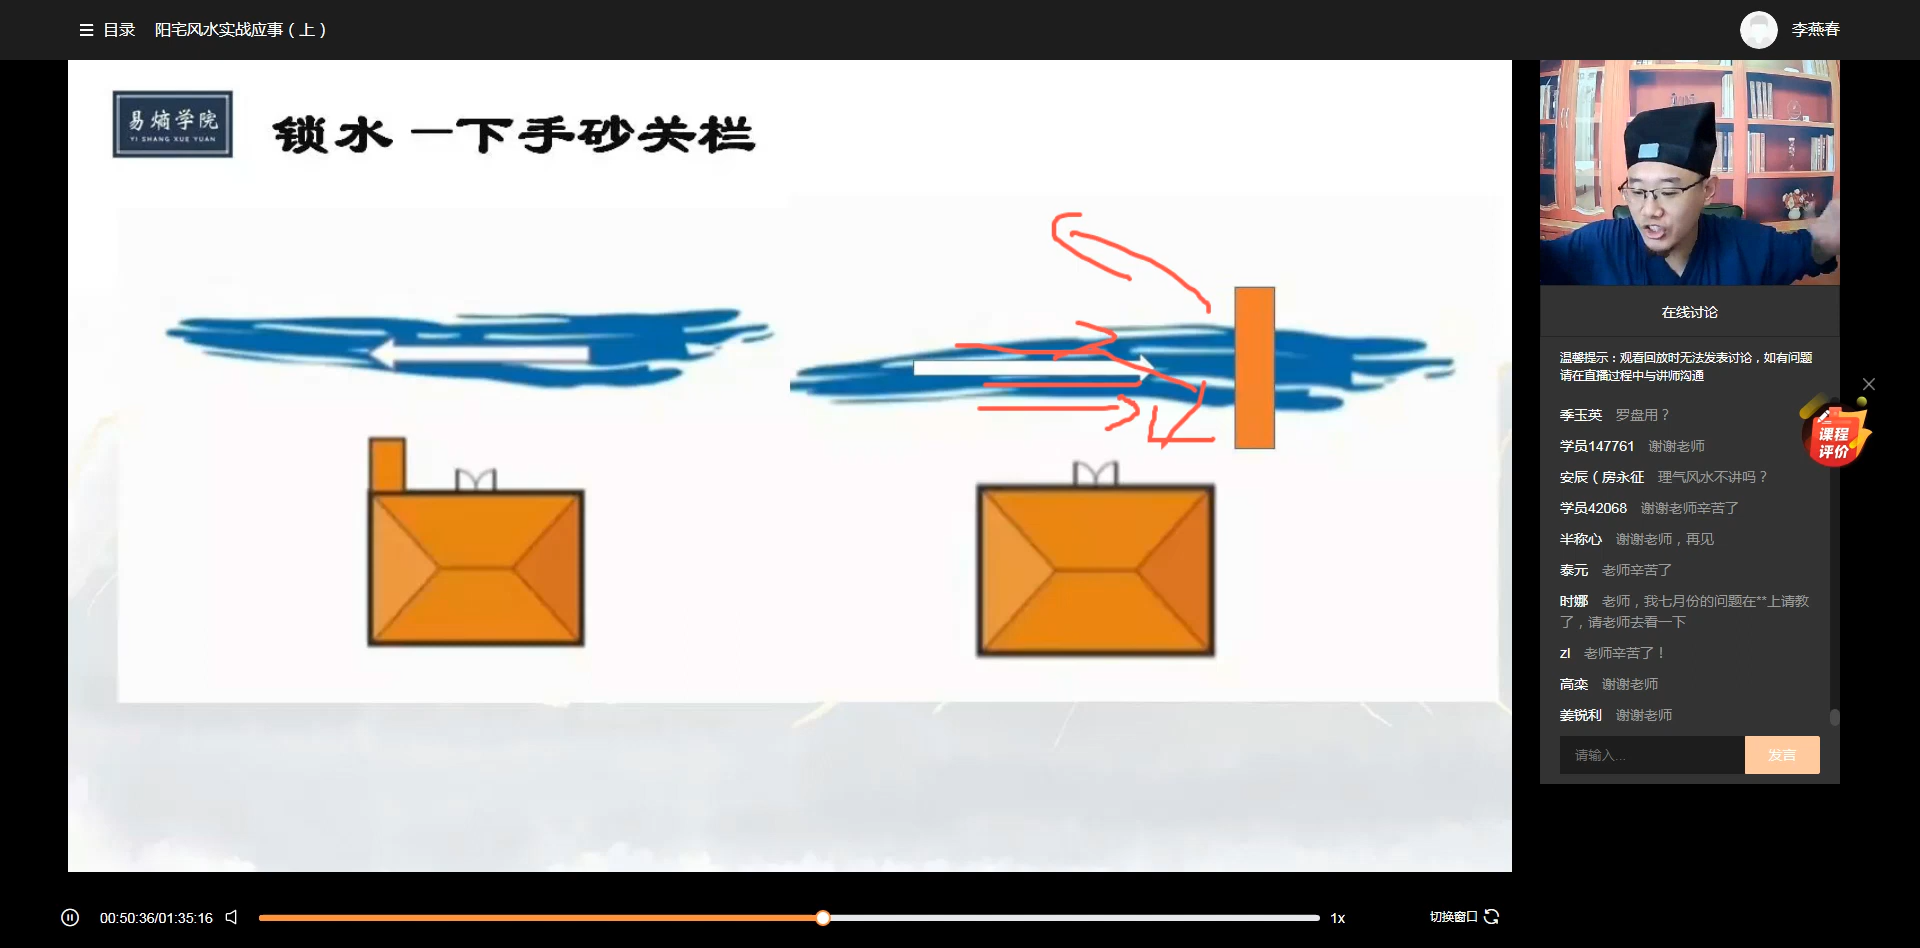 目录 阳宅风水实战应事（上）
李燕春
易熵学院
YI SHANG XUE YUAN
锁水 一下手砂关栏
在线讨论
温馨提示：观看回放时无法发表讨论，如有问题
请在直播过程中与讲师沟通
课程
评价
季玉英 罗盘用？
学员147761 谢谢老师
安辰（房永征 理气风水不讲吗？
学员42068 谢谢老师辛苦了
半称心 谢谢老师，再见
泰元 老师辛苦了
时娜 老师，我七月份的问题在**上请教
了，请老师去看一下
zl 老师辛苦了！
高栾 谢谢老师
姜锐利 谢谢老师
请输入... 发言
00:50:36/01:35:16 1x 切换窗口